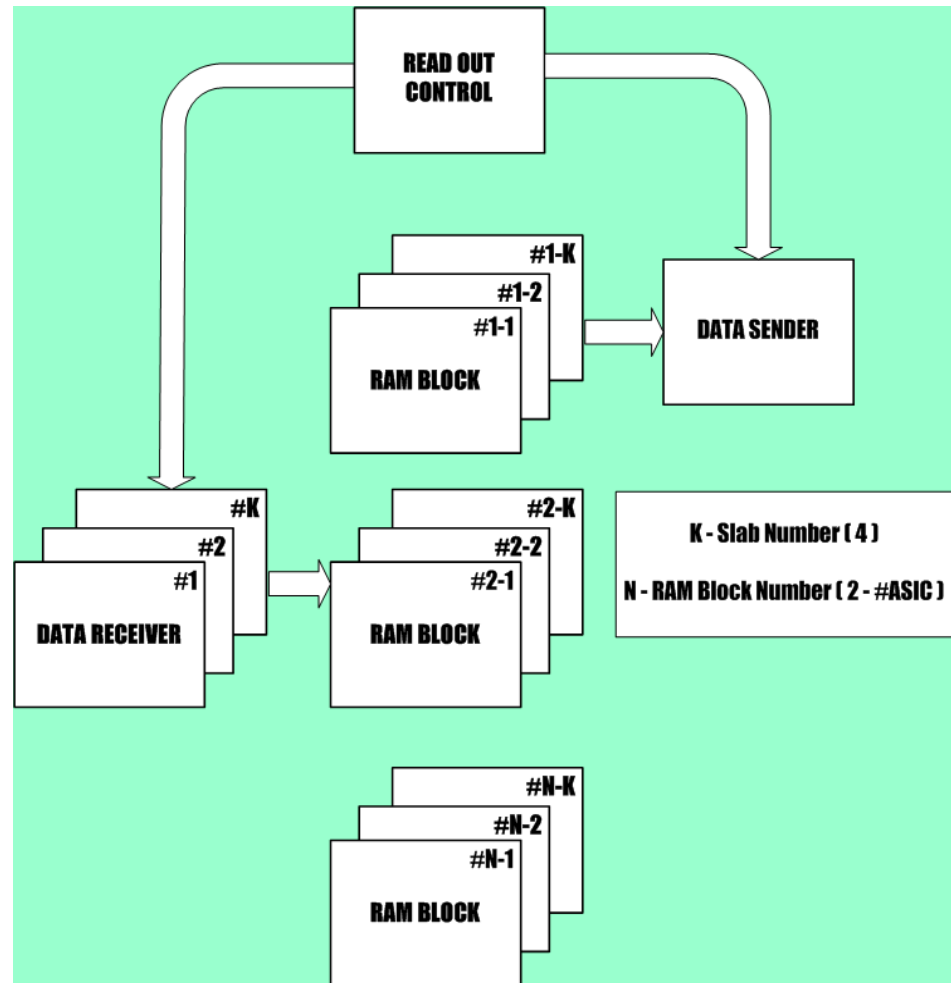 READ OUT
CONTROL
#1-K
#1-2
#1-1
RAM BLOCK
DATA SENDER
#K
#2
#1
DATA RECEIVER
#2-K
#2-2
#2-1
RAM BLOCK
K - Slab Number ( 4 )
N - RAM Block Number ( 2 - #ASIC )
#N-K
#N-2
#N-1
RAM BLOCK